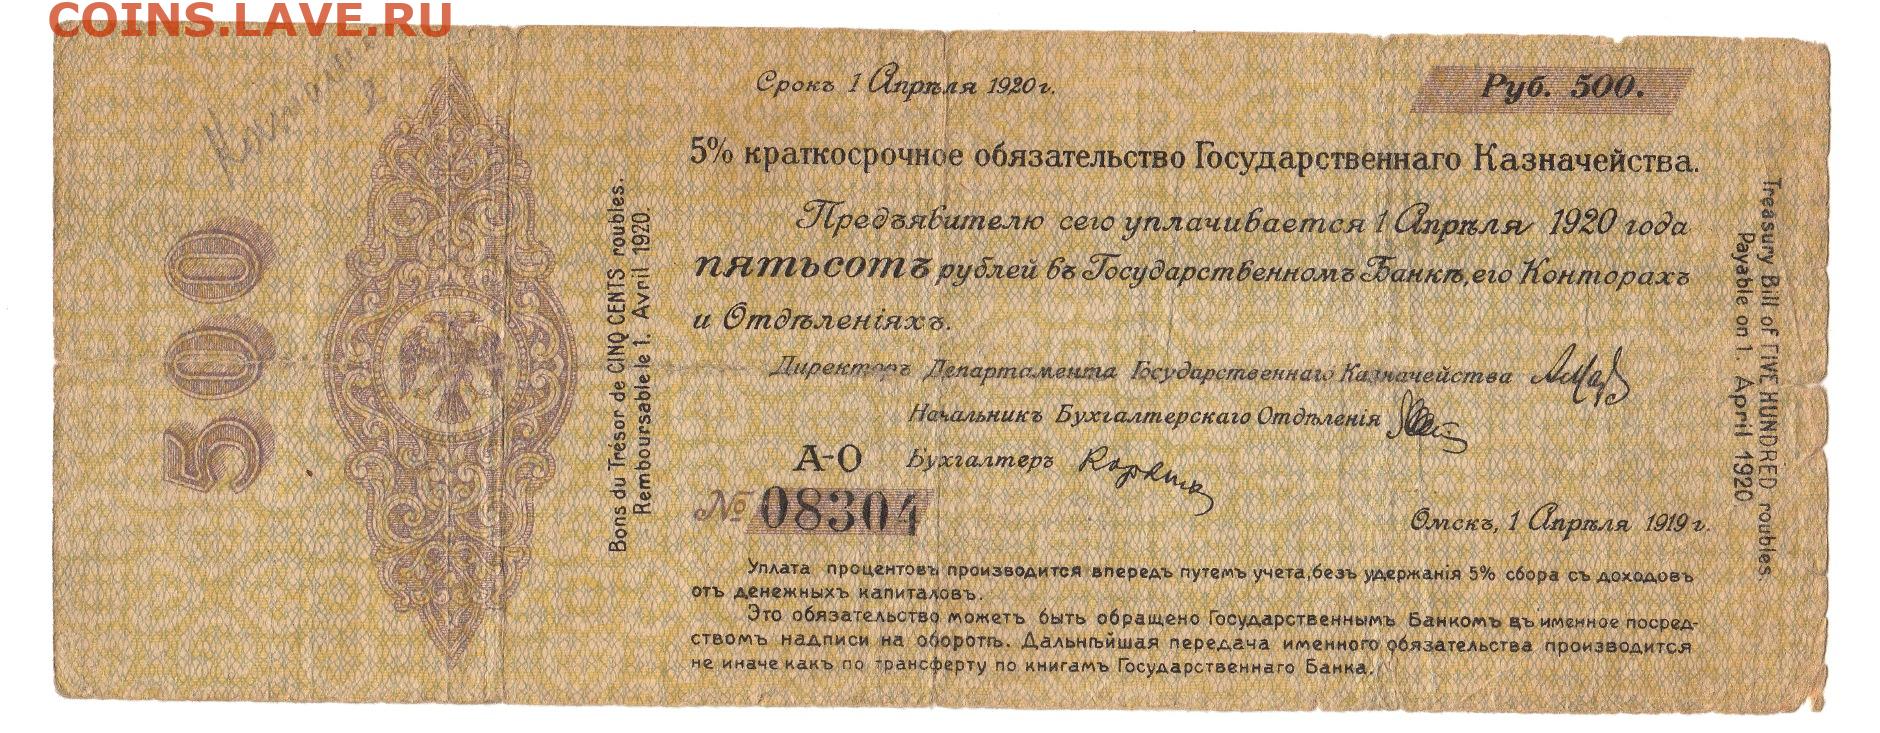 COINS.LAVE.RU
Срокъ 1 Апрѣля 1920 г.
Руб. 500.
5% краткосрочное обязательство Государственнаго Казначейства.
Предъявителю сего уплачивается 1 Апрѣля 1920 года
пятьсотъ рублей въ Государственномъ Банкѣ, его Конторахъ
и Отдѣленіяхъ.
Директоръ Департамента Государственнаго Казначейства
Начальникъ Бухгалтерскаго Отдѣленія
А-О Бухгалтеръ
№ 08304
Омскъ, 1 Апрѣля 1919 г.
Уплата процентовъ производится впередъ путемъ учета, безъ удержанія 5% сбора съ доходовъ
отъ денежныхъ капиталовъ.
Это обязательство можетъ быть обращено Государственнымъ Банкомъ въ именное посред-
ствомъ надписи на оборотѣ. Дальнѣйшая передача именного обязательства производится
не иначе какъ по трансферту по книгамъ Государственнаго Банка.
500
Bons du Trésor de CINQ CENTS roubles.
Remboursable le 1. Avril 1920.
Treasury Bill of FIVE HUNDRED roubles.
Payable on 1. April 1920.